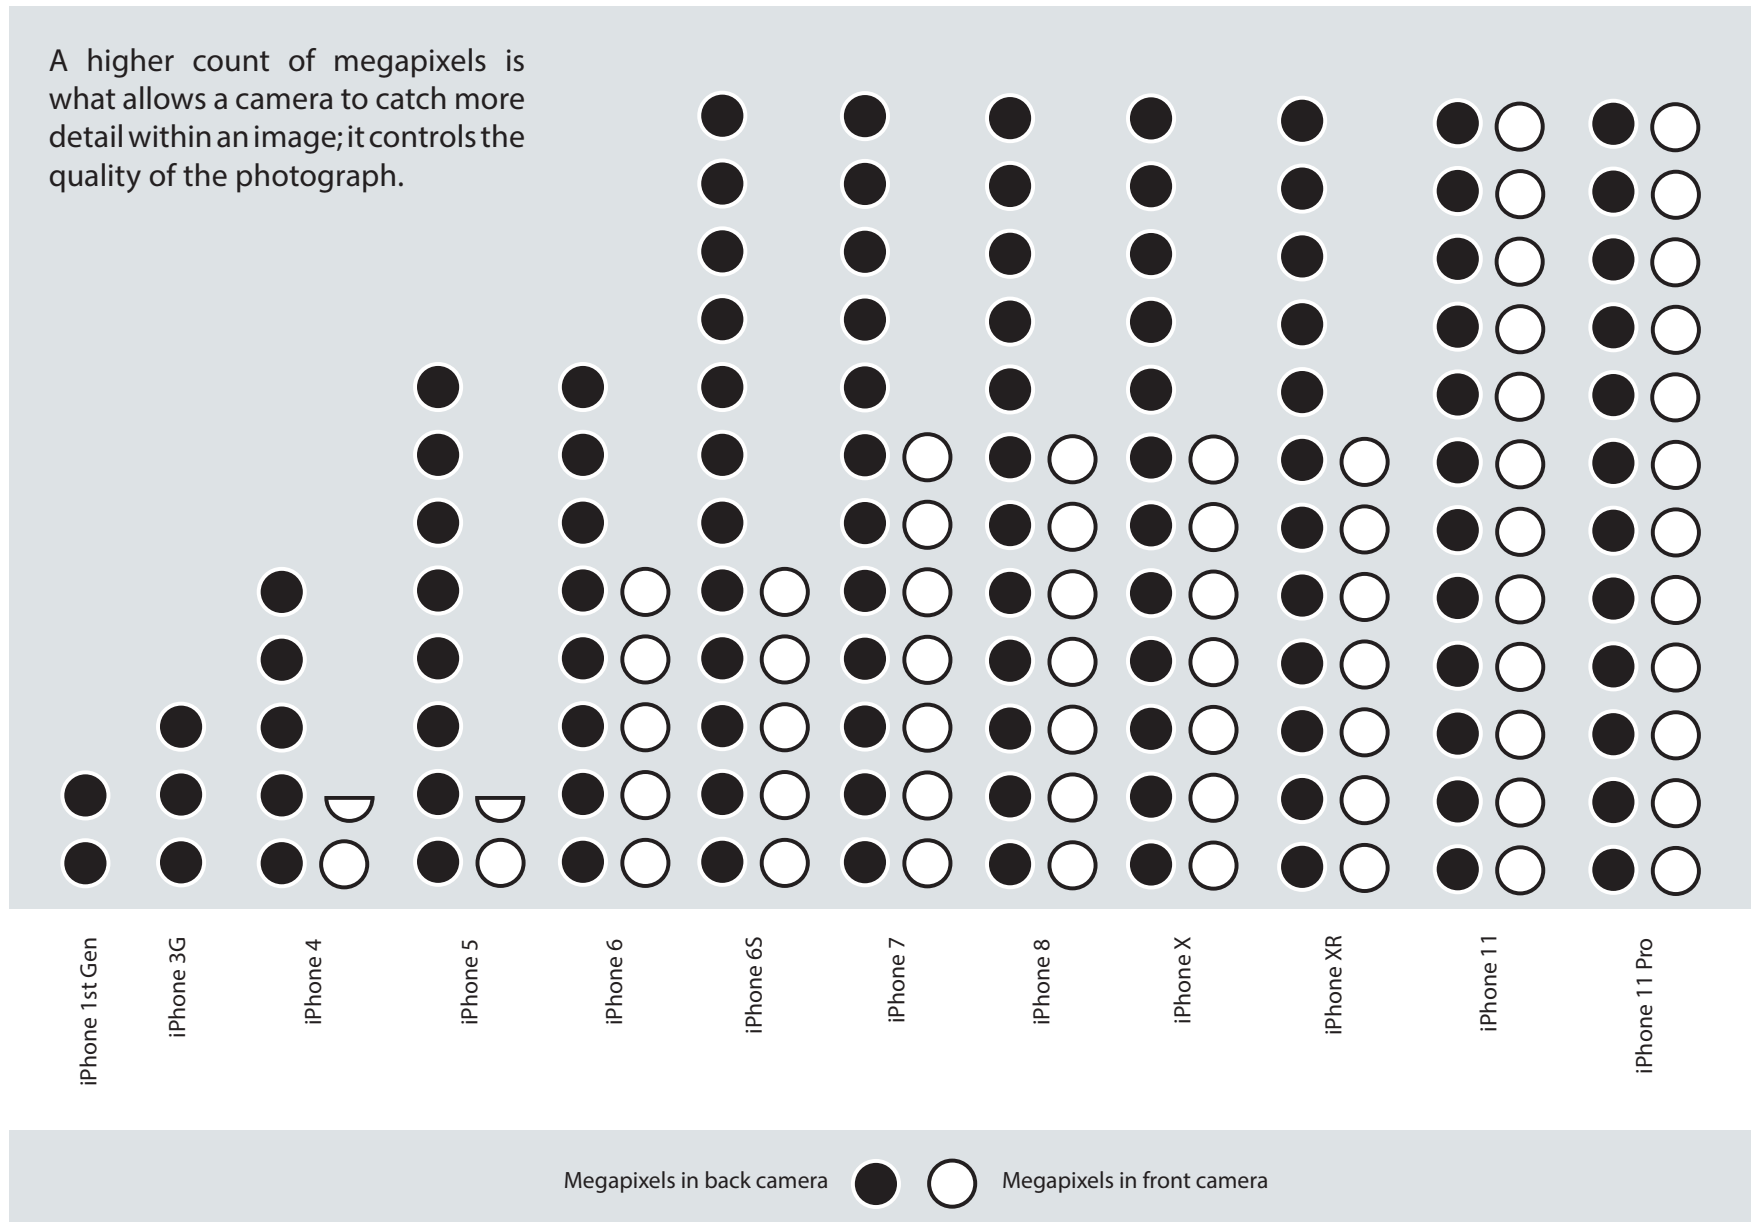 A higher count of megapixels is
what allows a camera to catch more
detail within an image; it controls the
quality of the photograph.
iPhone 1st Gen
iPhone 3G
iPhone 4
iPhone 5
iPhone 6
iPhone 6S
iPhone 7
iPhone 8
iPhone X
iPhone XR
iPhone 11
iPhone 11 Pro
Megapixels in back camera
Megapixels in front camera